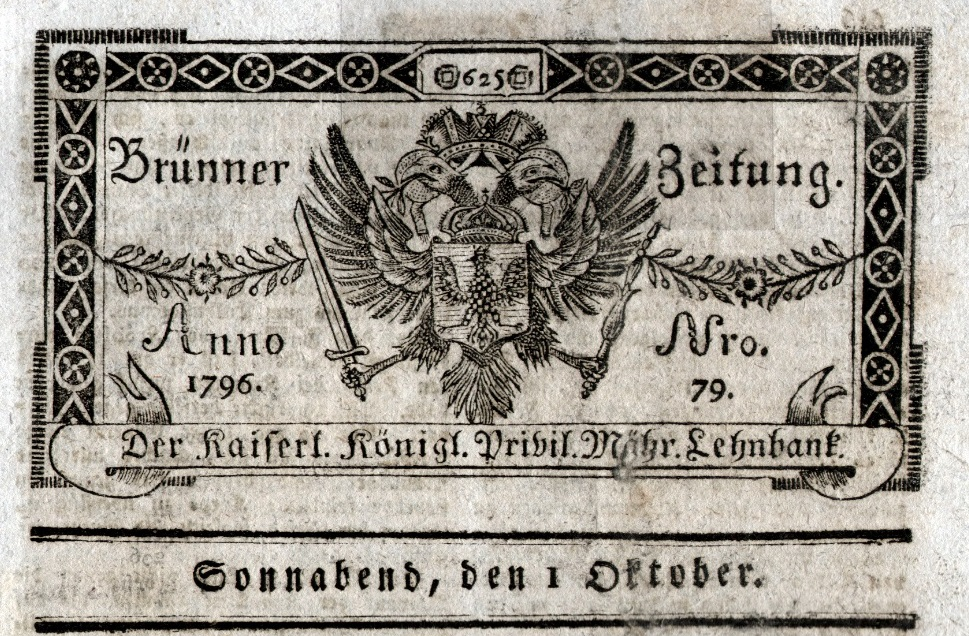 625
Brünner Zeitung.
Anno Nro.
1796. 79.
Der Kaiserl. Königl. Privil. Mähr. Lehnbank.
Sonnabend, den 1 Oktober.